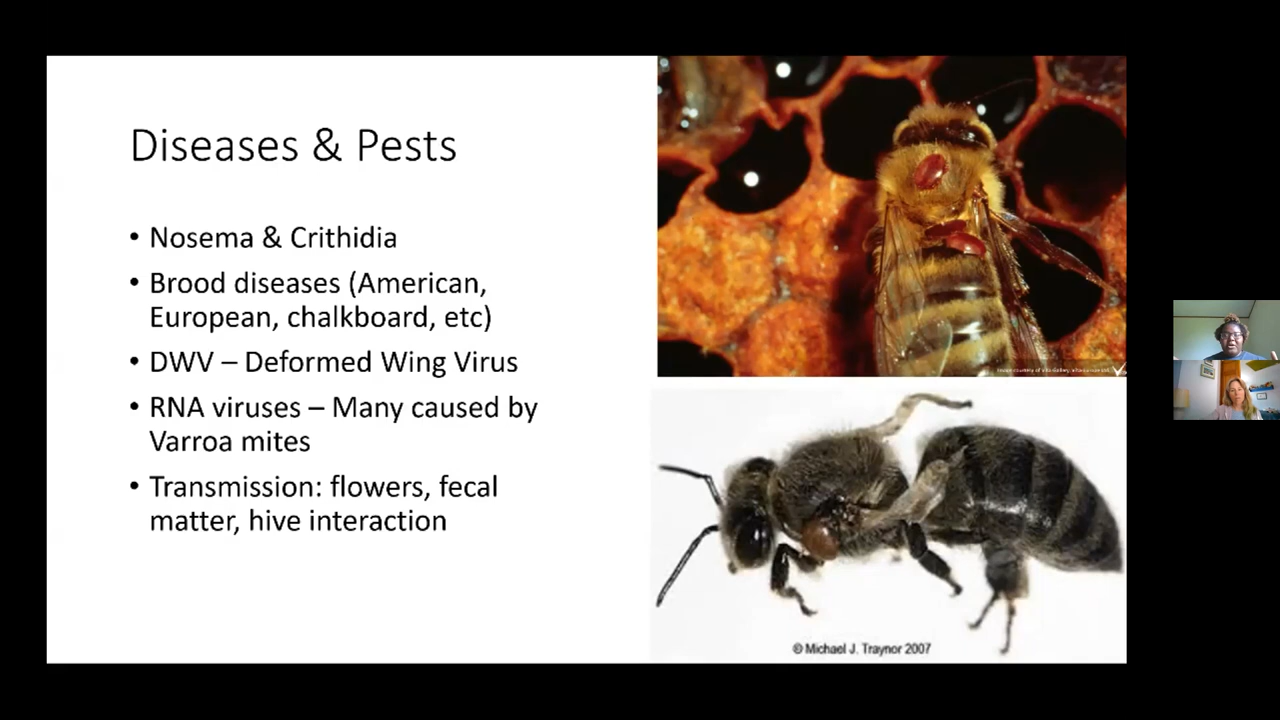 Diseases & Pests
• Nosema & Crithidia
• Brood diseases (American,
European, chalkboard, etc)
• DWV – Deformed Wing Virus
• RNA viruses – Many caused by
Varroa mites
• Transmission: flowers, fecal
matter, hive interaction
© Michael J. Traynor 2007